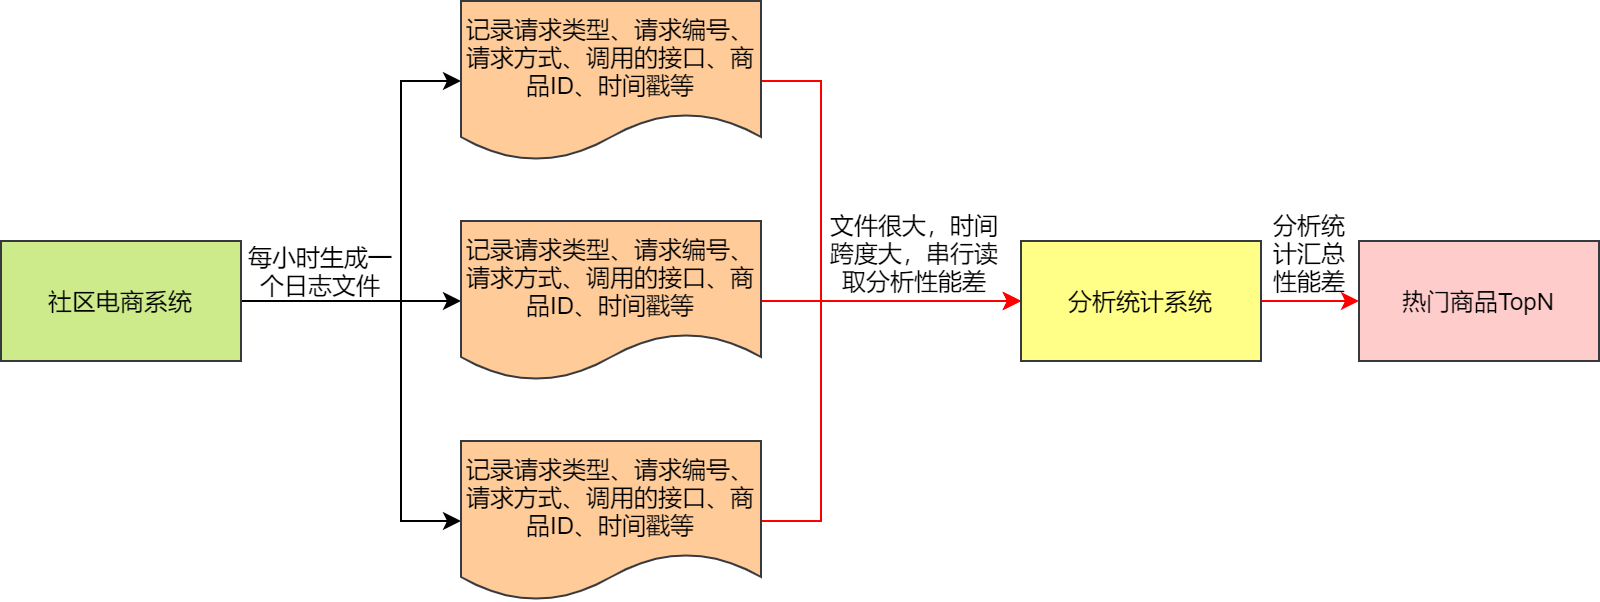 社区电商系统
每小时生成一
个日志文件
记录请求类型、请求编号、
请求方式、调用的接口、商
品ID、时间戳等
记录请求类型、请求编号、
请求方式、调用的接口、商
品ID、时间戳等
记录请求类型、请求编号、
请求方式、调用的接口、商
品ID、时间戳等
文件很大，时间
跨度大，串行读
取分析性能差
分析统计系统
分析统
计汇总
性能差
热门商品TopN